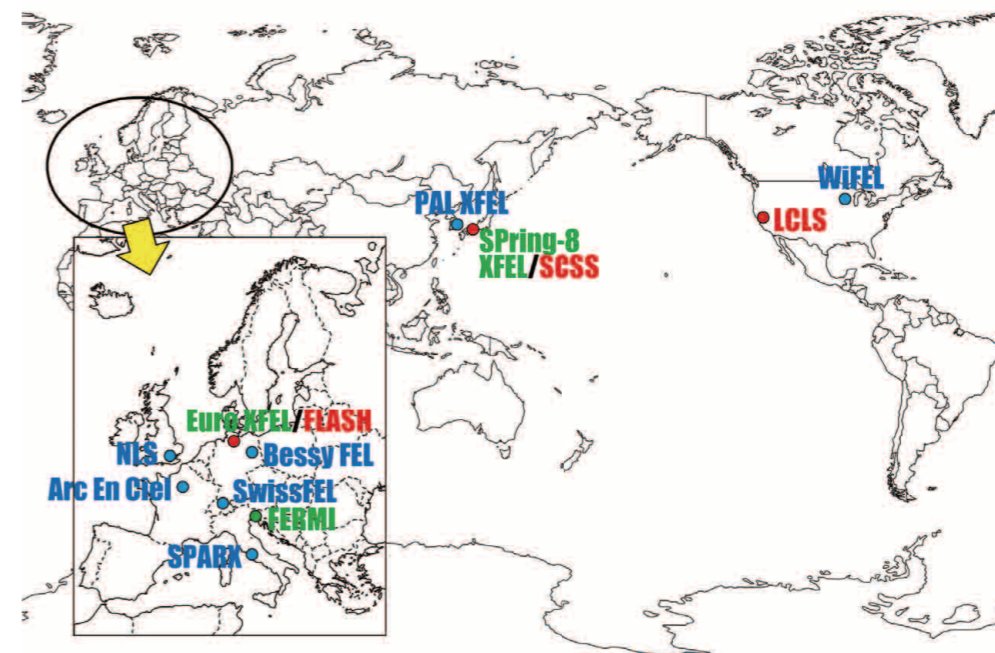 WiFEL
PAL XFEL
LCLS
SPring-8
XFEL/SCSS
Euro XFEL/FLASH
NLS
Bessy FEL
Arc En Ciel
SwissFEL
FERMI
SPARX